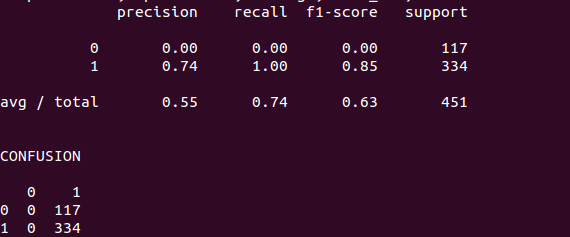 precision recall f1-score support
0 0.00 0.00 0.00 117
1 0.74 1.00 0.85 334
avg / total 0.55 0.74 0.63 451
CONFUSION
0 1
0 0 117
1 0 334